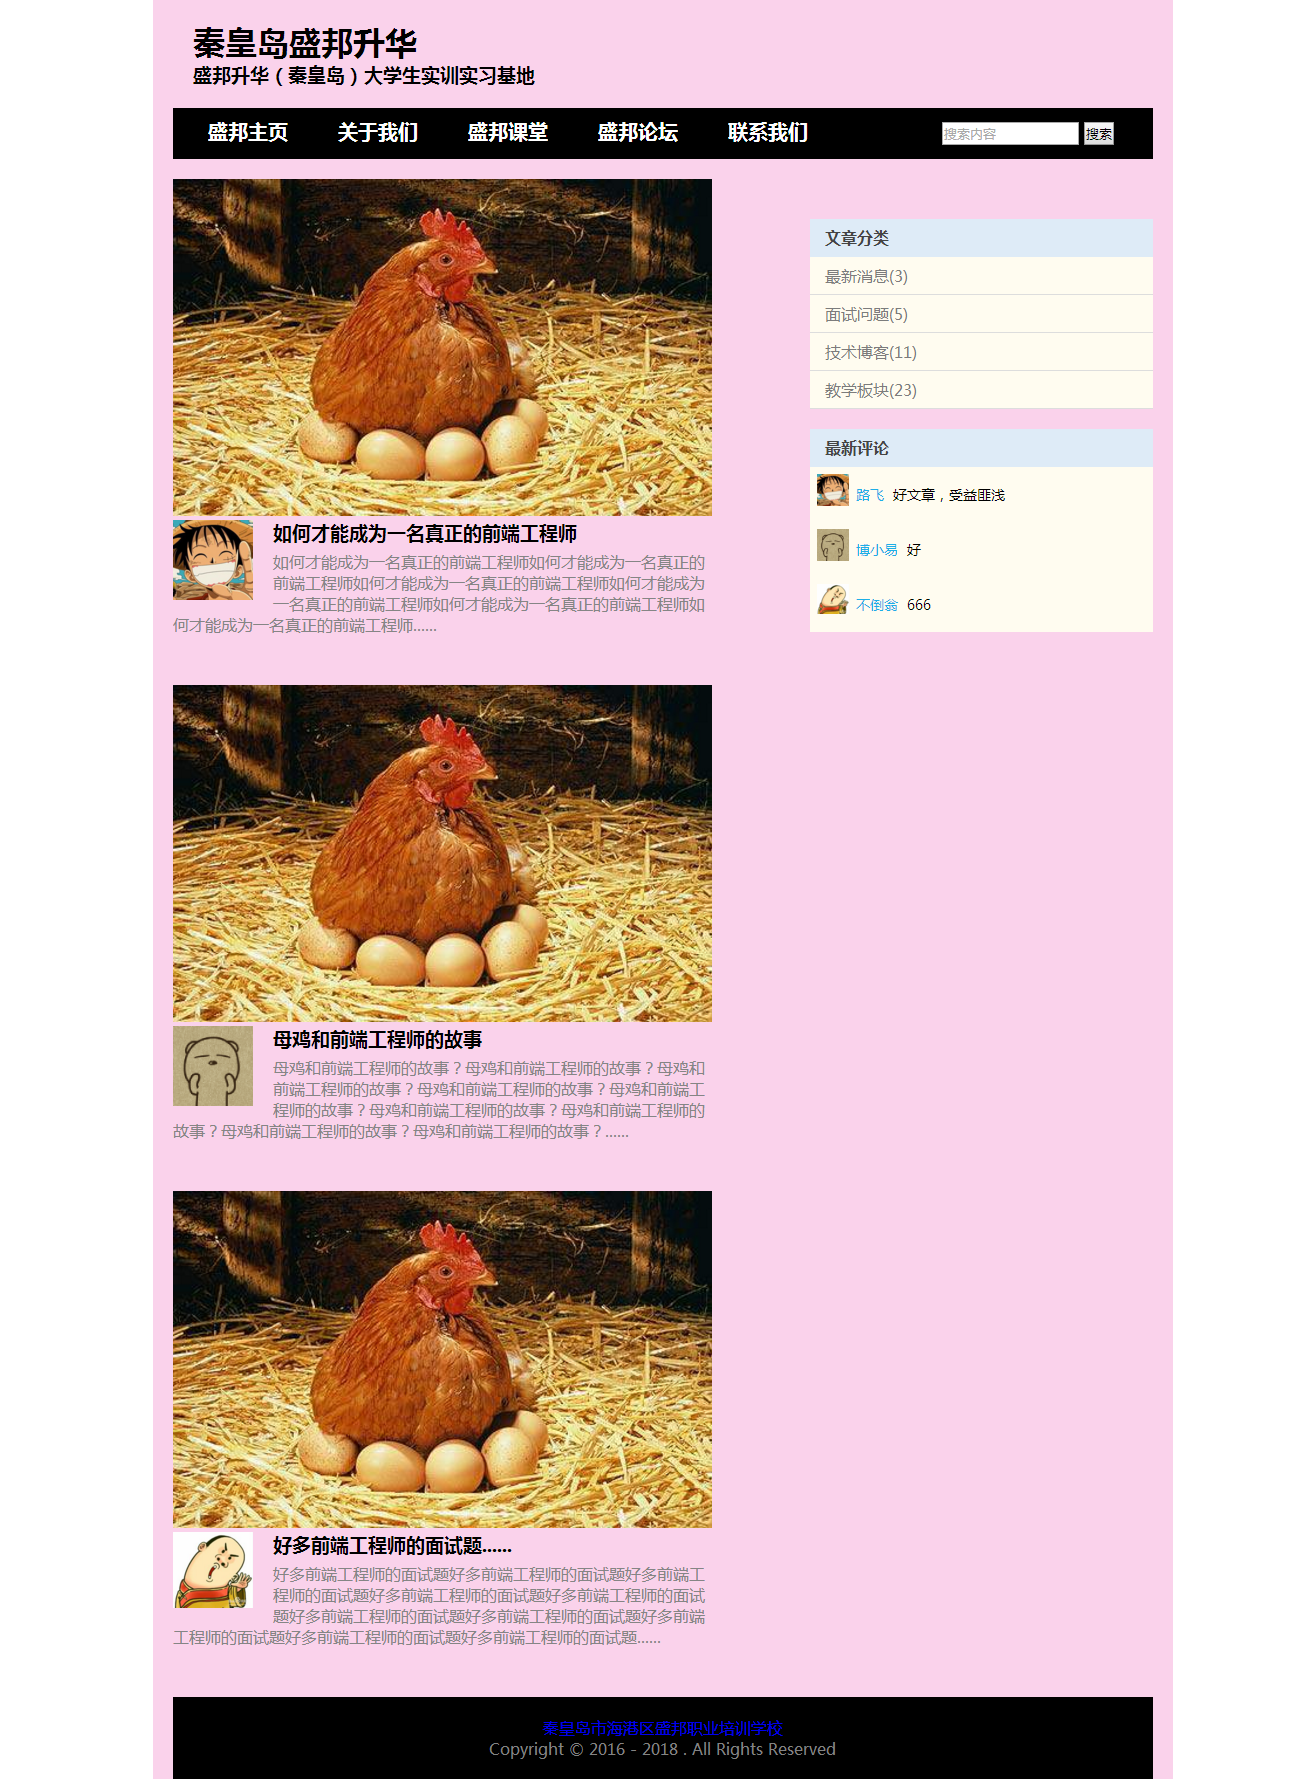 秦皇岛盛邦升华
盛邦升华（秦皇岛）大学生实训实习基地
盛邦主页 关于我们 盛邦课堂 盛邦论坛 联系我们 搜索内容 搜索
如何才能成为一名真正的前端工程师
如何才能成为一名真正的前端工程师如何才能成为一名真正的
前端工程师如何才能成为一名真正的前端工程师如何才能成为
一名真正的前端工程师如何才能成为一名真正的前端工程师如
何才能成为一名真正的前端工程师......
母鸡和前端工程师的故事
母鸡和前端工程师的故事？母鸡和前端工程师的故事？母鸡和
前端工程师的故事？母鸡和前端工程师的故事？母鸡和前端工
程师的故事？母鸡和前端工程师的故事？母鸡和前端工程师的
故事？母鸡和前端工程师的故事？母鸡和前端工程师的故事？......
好多前端工程师的面试题......
好多前端工程师的面试题好多前端工程师的面试题好多前端工
程师的面试题好多前端工程师的面试题好多前端工程师的面试
题好多前端工程师的面试题好多前端工程师的面试题好多前端
工程师的面试题好多前端工程师的面试题好多前端工程师的面试题......
文章分类
最新消息(3)
面试问题(5)
技术博客(11)
教学板块(23)
最新评论
路飞 好文章，受益匪浅
博小易 好
不倒翁 666
秦皇岛市海港区盛邦职业培训学校
Copyright © 2016 - 2018 . All Rights Reserved